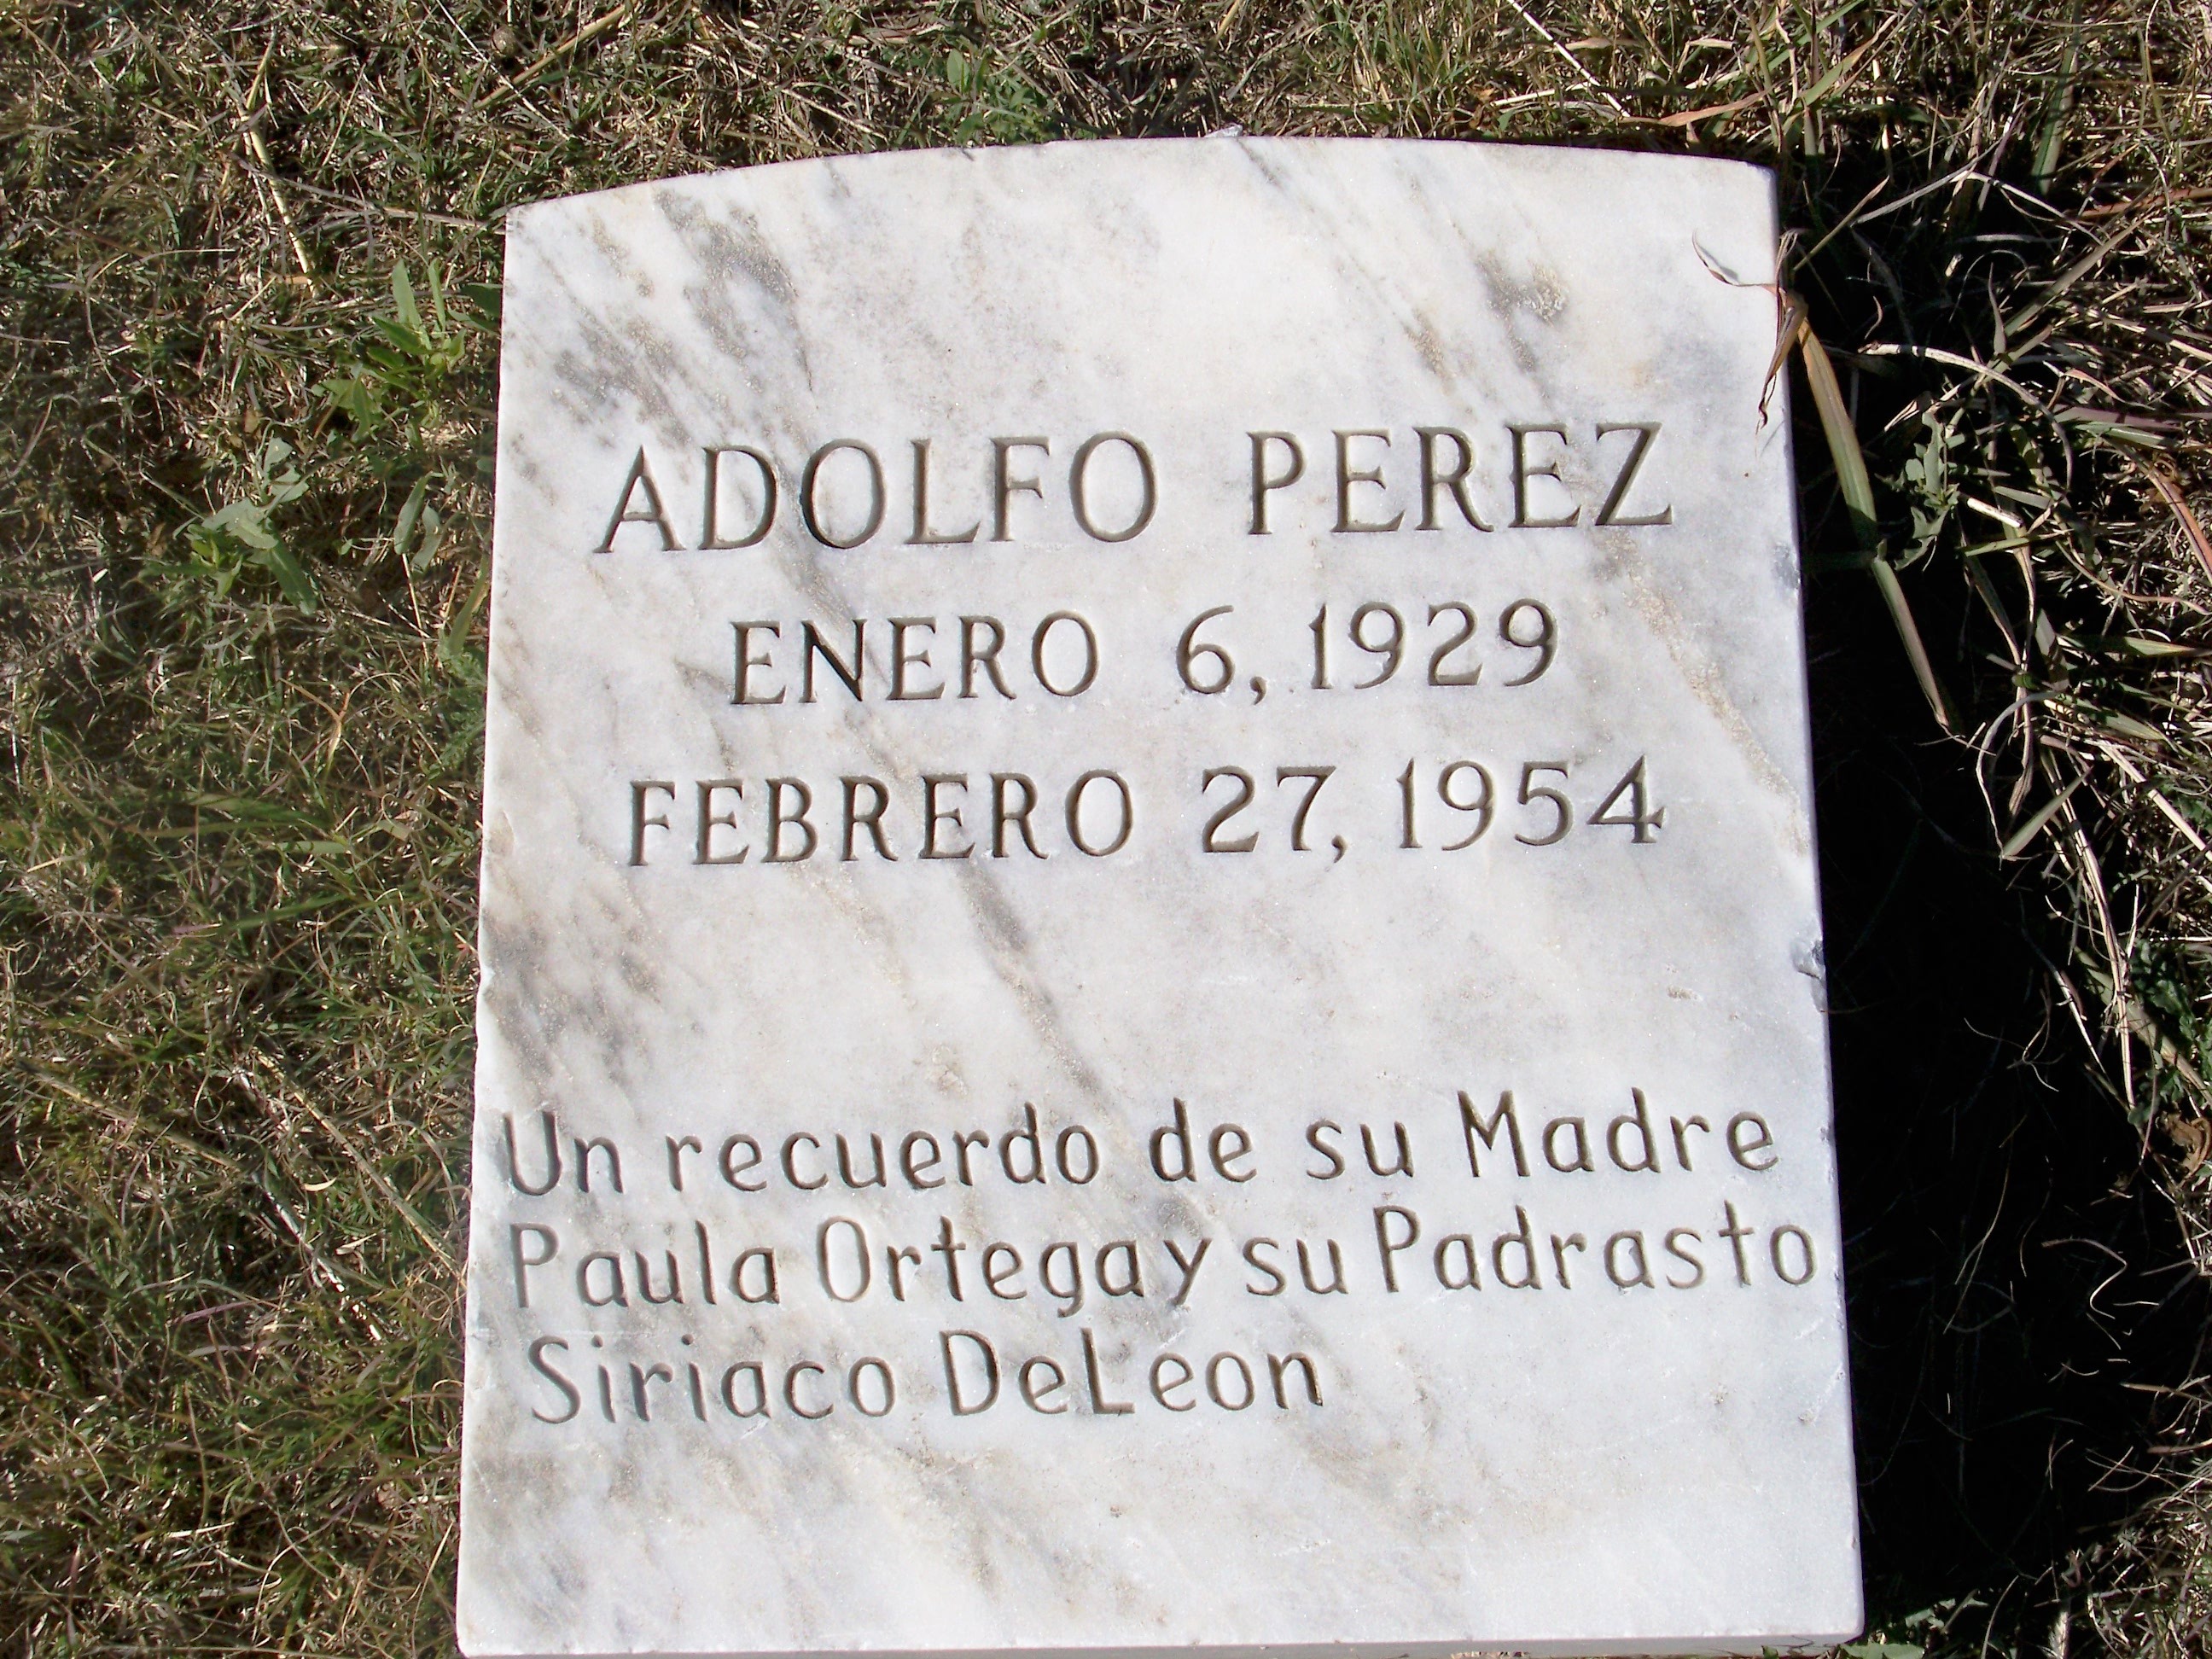 ADOLFO PEREZ
ENERO 6, 1929
FEBRERO 27, 1954
Un recuerdo de su Madre
Paula Ortega y su Padrasto
Siriaco DeLeon